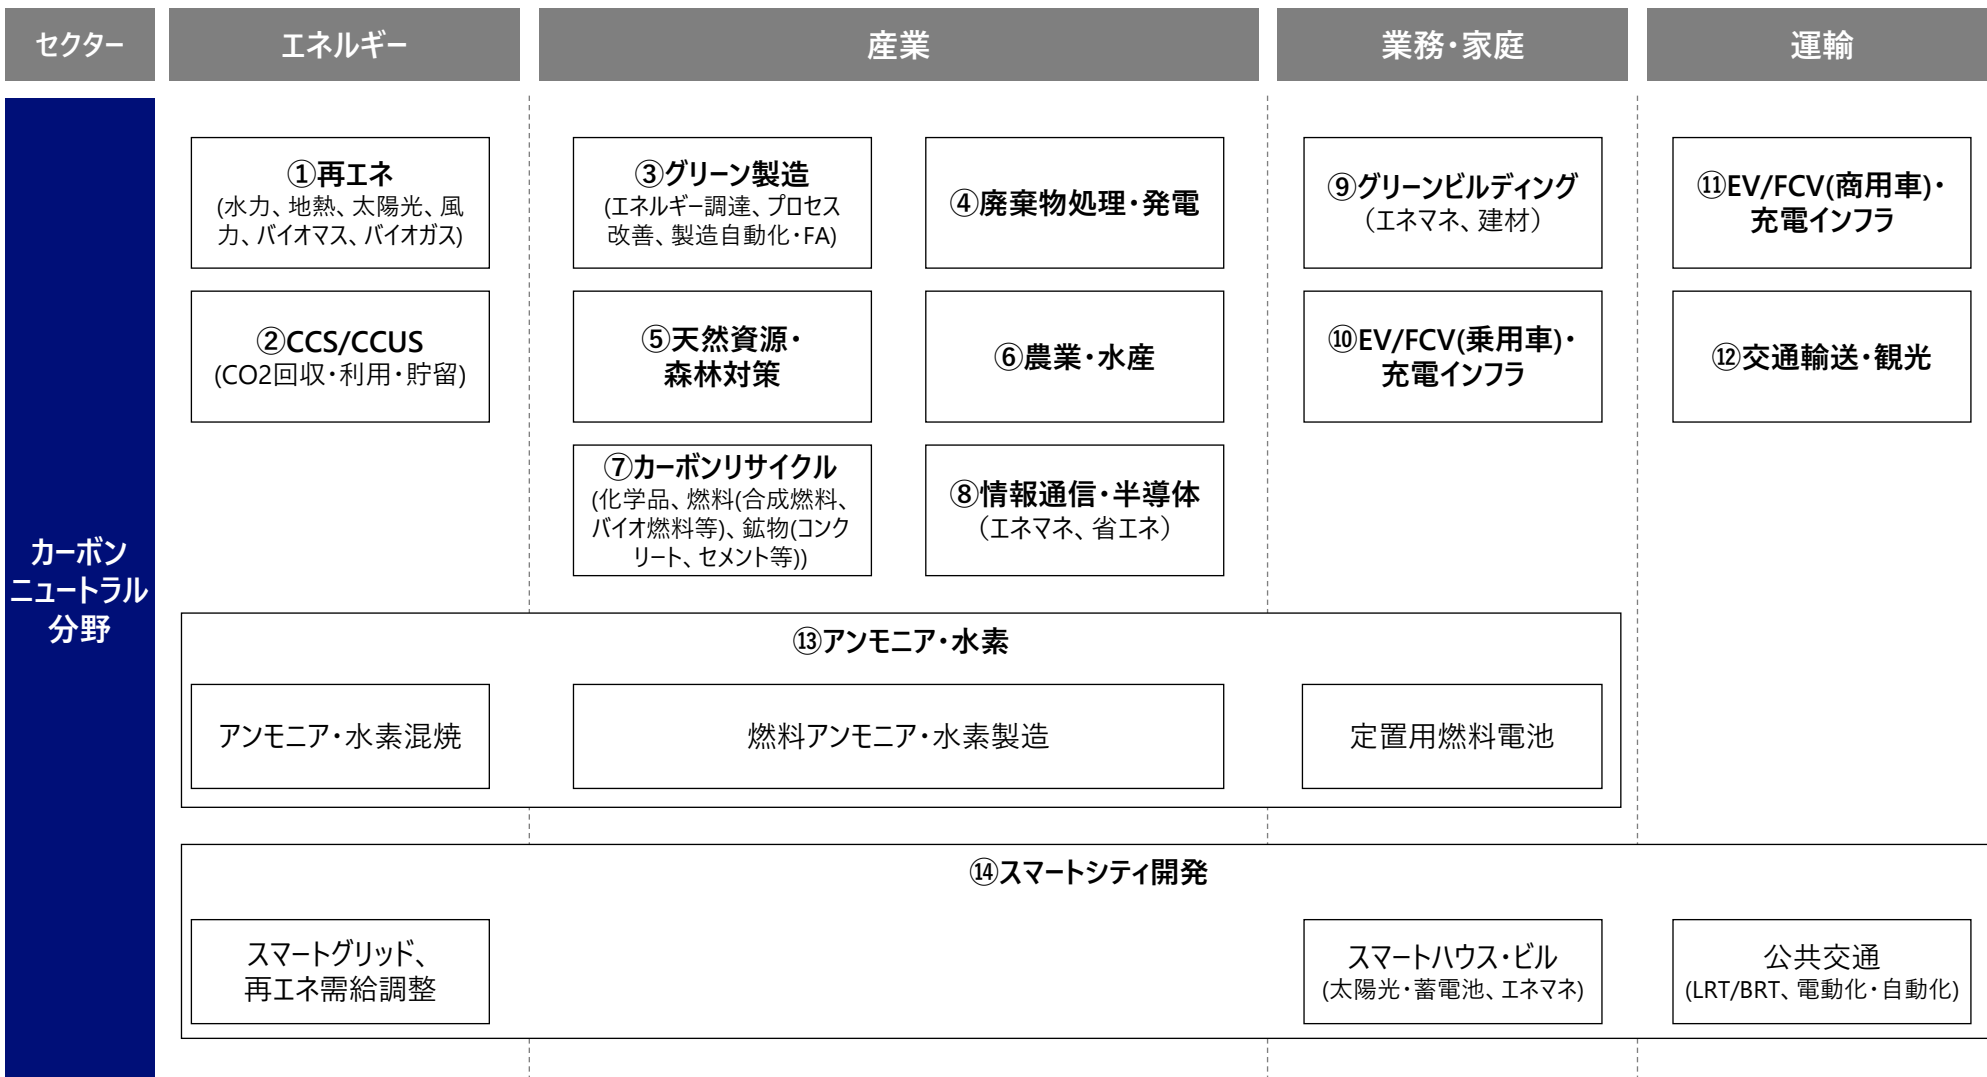 セクター
エネルギー
産業
業務・家庭
運輸
カーボン
ニュートラル
分野
①再エネ
(水力、地熱、太陽光、風
力、バイオマス、バイオガス)
②CCS/CCUS
(CO2回収・利用・貯留)
③グリーン製造
(エネルギー調達、プロセス
改善、製造自動化・FA)
④廃棄物処理・発電
⑤天然資源・
森林対策
⑥農業・水産
⑦カーボンリサイクル
(化学品、燃料(合成燃料、
バイオ燃料等)、鉱物(コンク
リート、セメント等))
⑧情報通信・半導体
（エネマネ、省エネ）
⑨グリーンビルディング
（エネマネ、建材）
⑩EV/FCV(乗用車)・
充電インフラ
⑪EV/FCV(商用車)・
充電インフラ
⑫交通輸送・観光
⑬アンモニア・水素
アンモニア・水素混焼
燃料アンモニア・水素製造
定置用燃料電池
⑭スマートシティ開発
スマートグリッド、
再エネ需給調整
スマートハウス・ビル
(太陽光・蓄電池、エネマネ)
公共交通
(LRT/BRT、電動化・自動化)